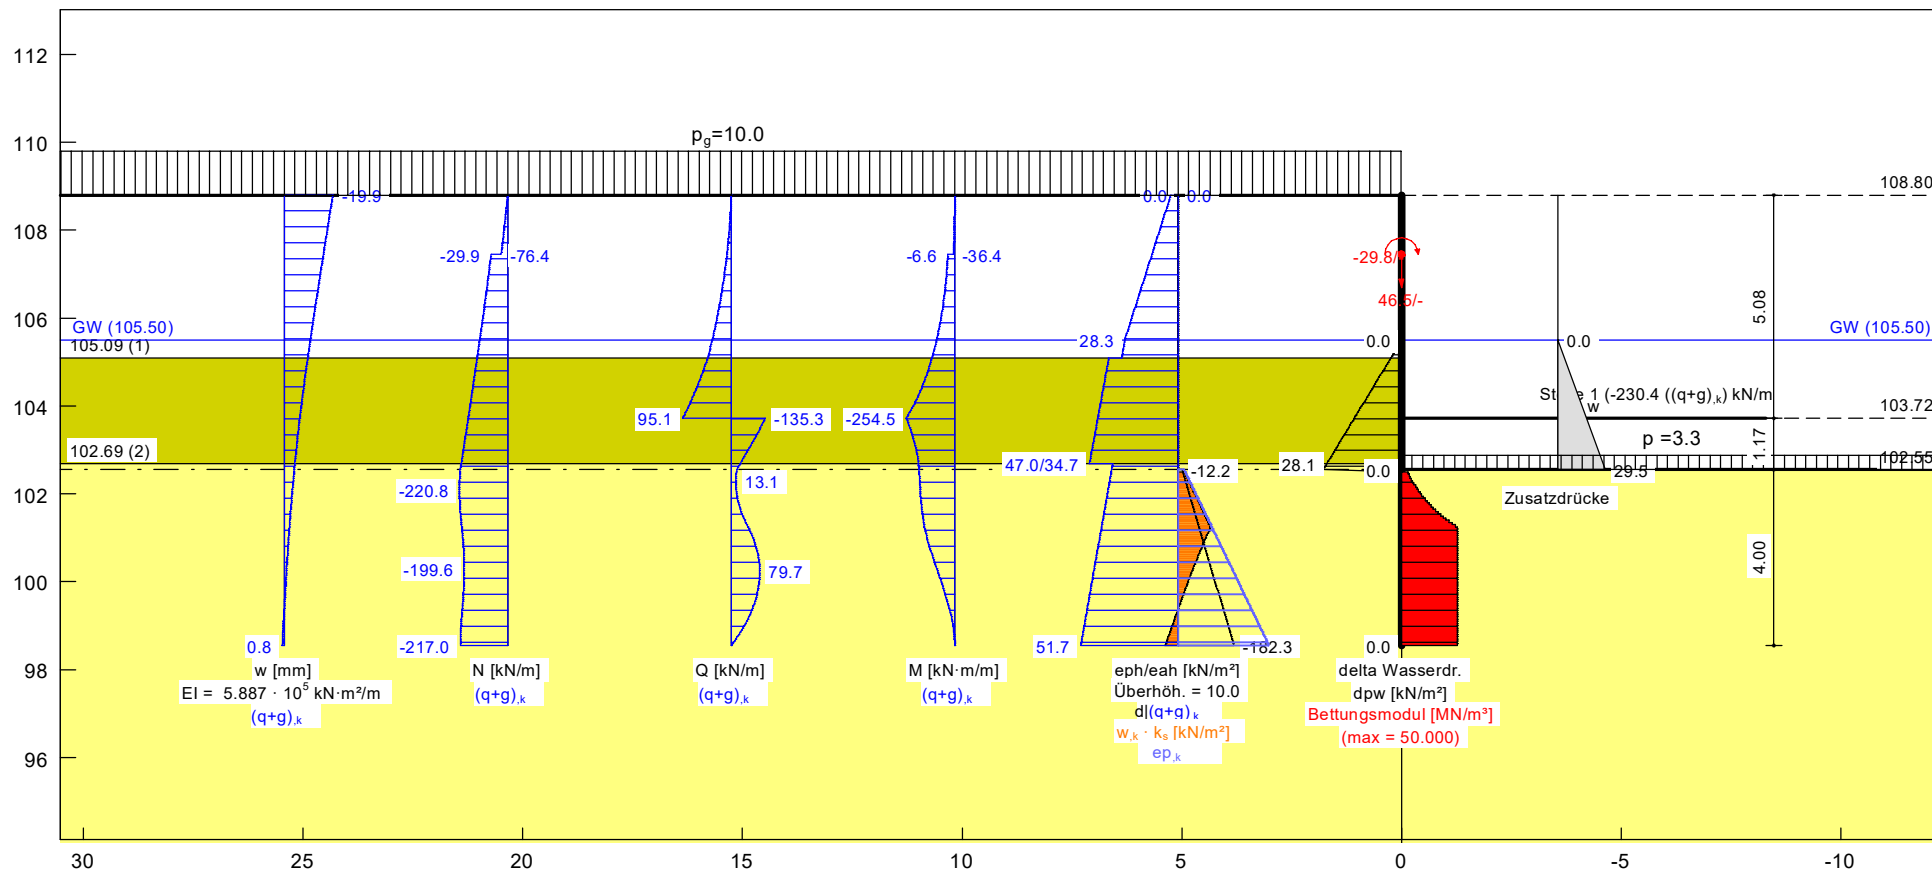 112
110
108
106
104
102
100
98
96
p_g=10.0
108.80
-19.9
0.0
0.0
-29.9
-76.4
-6.6
-36.4
-29.8/
46.5/-
5.08
GW (105.50)
105.09 (1)
28.3
0.0
0.0
GW (105.50)
1 (-230.4 ((q+g),k) kN/m
w
95.1
-135.3
-254.5
103.72
102.69 (2)
47.0/34.7
-12.2
28.1
0.0
p =3.3
1.17
102.55
29.5
Zusatzdrücke
-220.8
13.1
-199.6
79.7
4.00
0.8
-217.0
51.7
-182.3
0.0
w [mm]
EI = 5.887 · 10⁵ kN·m²/m
(q+g),k
N [kN/m]
(q+g),k
Q [kN/m]
(q+g),k
M [kN·m/m]
(q+g),k
eph/eah [kN/m²]
Überhöh. = 10.0
(q+g),k
w,k · ks [kN/m²]
ep,k
delta Wasserdr.
dpw [kN/m²]
Bettungsmodul [MN/m³]
(max = 50.000)
30
25
20
15
10
5
0
-5
-10